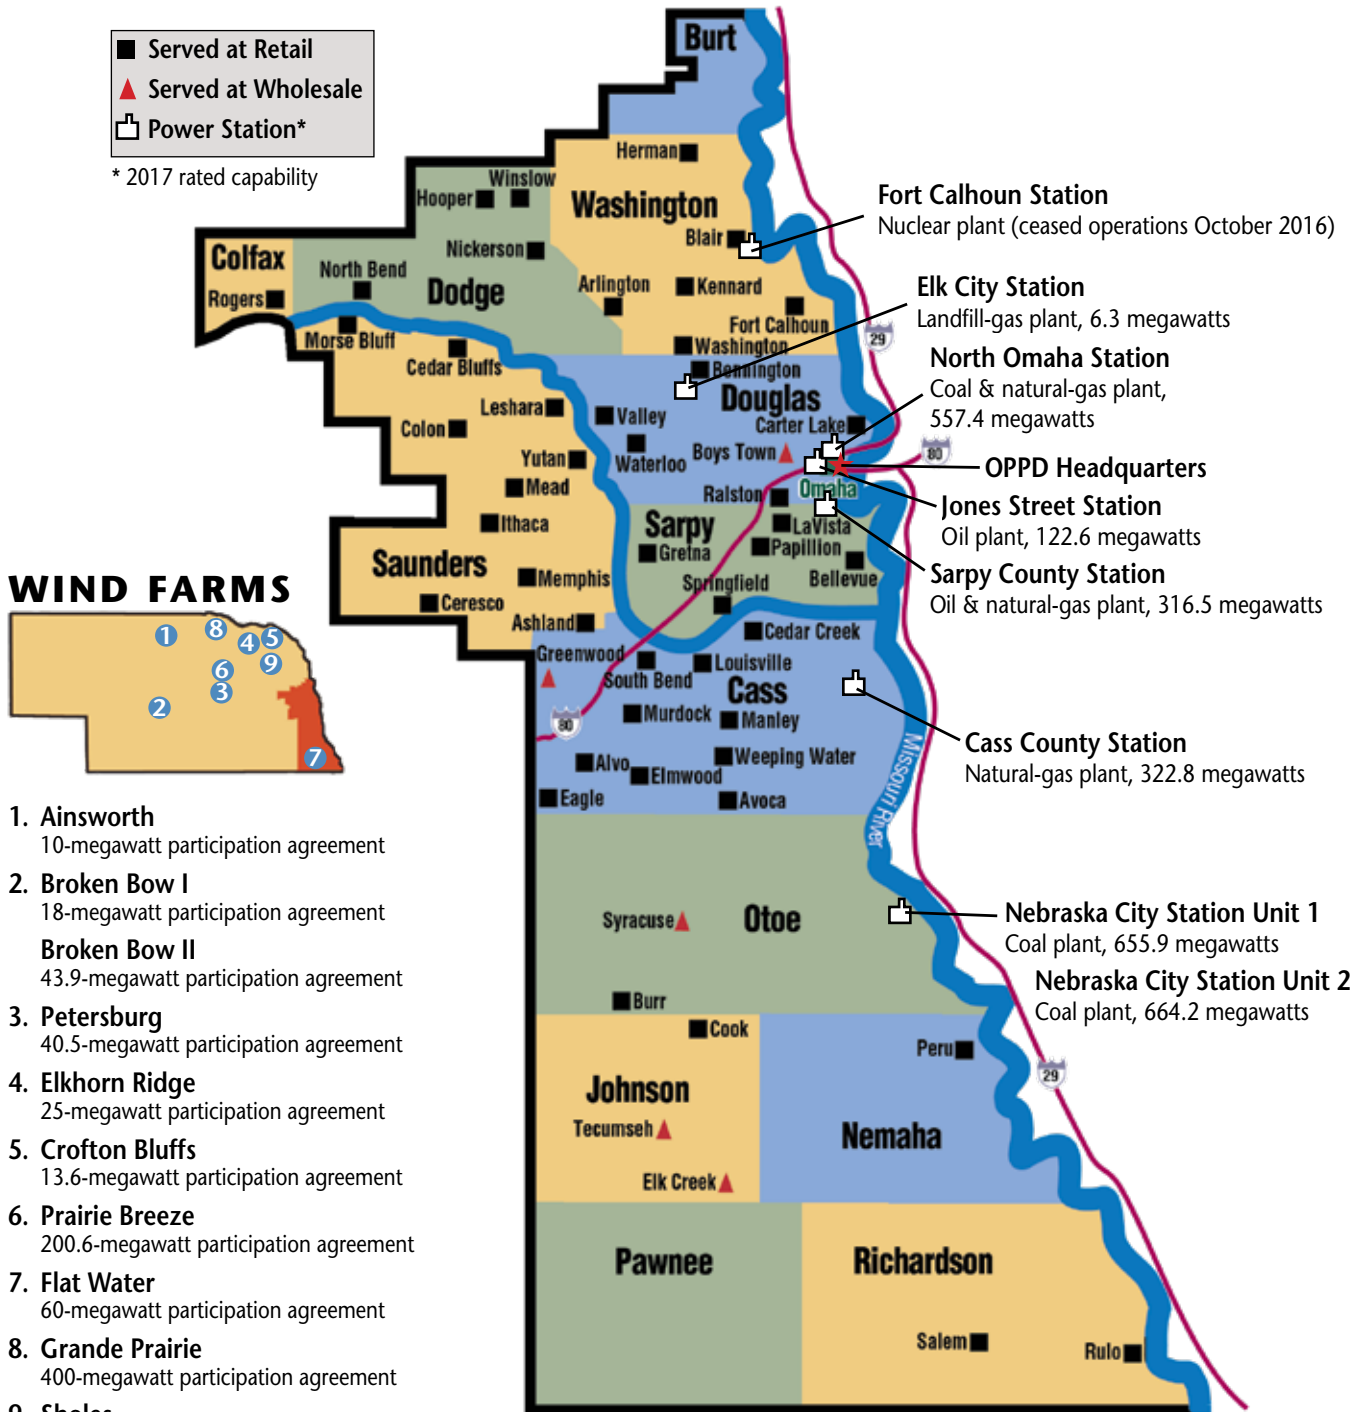 Served at Retail
Served at Wholesale
Power Station*
* 2017 rated capability
Burt
Herman
Winslow
Hooper
Washington
Nickerson
Blair
Colfax
North Bend
Rogers
Dodge
Arlington
Kennard
Fort Calhoun
Morse Bluff
Washington
Cedar Bluffs
Bennington
Douglas
Leshara
Valley
Carter Lake
Colon
Waterloo
Boys Town
Yutan
Mead
Ralston
Omaha
Ithaca
Sarpy
LaVista
Gretna
Papillion
Saunders
Memphis
Springfield
Bellevue
Ceresco
Ashland
Cedar Creek
Greenwood
South Bend
Louisville
Cass
Murdock
Manley
80
Alvo
Weeping Water
Elmwood
Eagle
Avoca
Missouri River
Syracuse
Otoe
Burr
Cook
Peru
Johnson
29
Tecumseh
Nemaha
Elk Creek
Pawnee
Richardson
Salem
Rulo
Fort Calhoun Station
Nuclear plant (ceased operations October 2016)
Elk City Station
Landfill-gas plant, 6.3 megawatts
29
North Omaha Station
Coal & natural-gas plant,
557.4 megawatts
80
OPPD Headquarters
Jones Street Station
Oil plant, 122.6 megawatts
Sarpy County Station
Oil & natural-gas plant, 316.5 megawatts
Cass County Station
Natural-gas plant, 322.8 megawatts
Nebraska City Station Unit 1
Coal plant, 655.9 megawatts
Nebraska City Station Unit 2
Coal plant, 664.2 megawatts
WIND FARMS
1
8
4
5
9
6
3
2
7
1. Ainsworth
10-megawatt participation agreement
2. Broken Bow I
18-megawatt participation agreement
Broken Bow II
43.9-megawatt participation agreement
3. Petersburg
40.5-megawatt participation agreement
4. Elkhorn Ridge
25-megawatt participation agreement
5. Crofton Bluffs
13.6-megawatt participation agreement
6. Prairie Breeze
200.6-megawatt participation agreement
7. Flat Water
60-megawatt participation agreement
8. Grande Prairie
400-megawatt participation agreement
9. Sholes